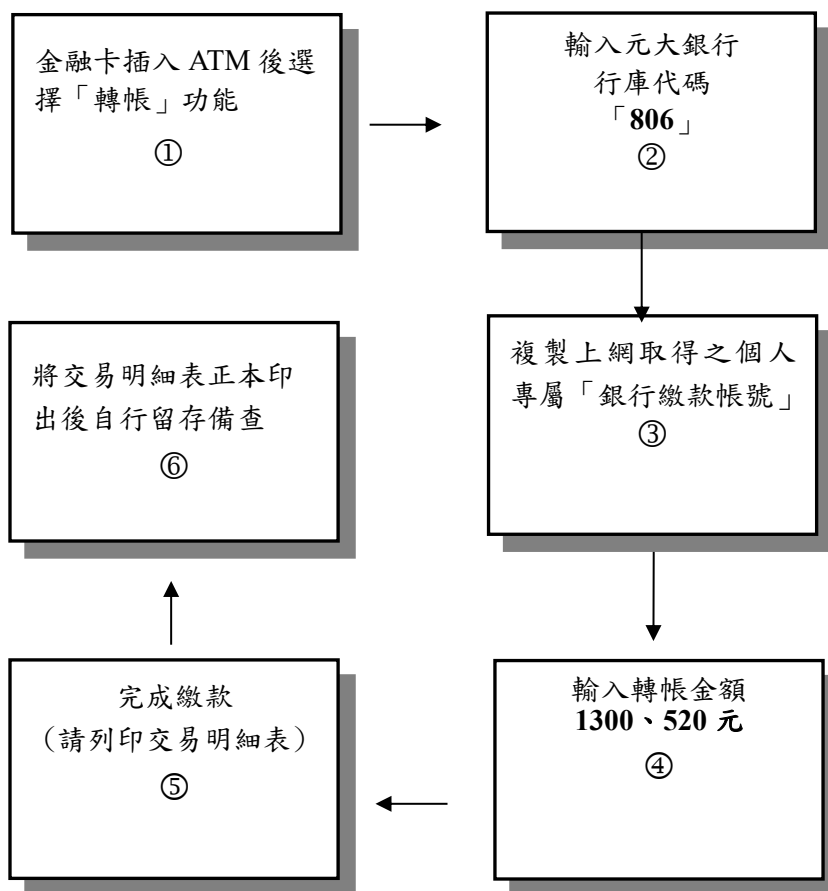 金融卡插入 ATM 後選
擇「轉帳」功能
①
輸入元大銀行
行庫代碼
「806」
②
複製上網取得之個人
專屬「銀行繳款帳號」
③
輸入轉帳金額
1300、520 元
④
完成繳款
（請列印交易明細表）
⑤
將交易明細表正本印
出後自行留存備查
⑥